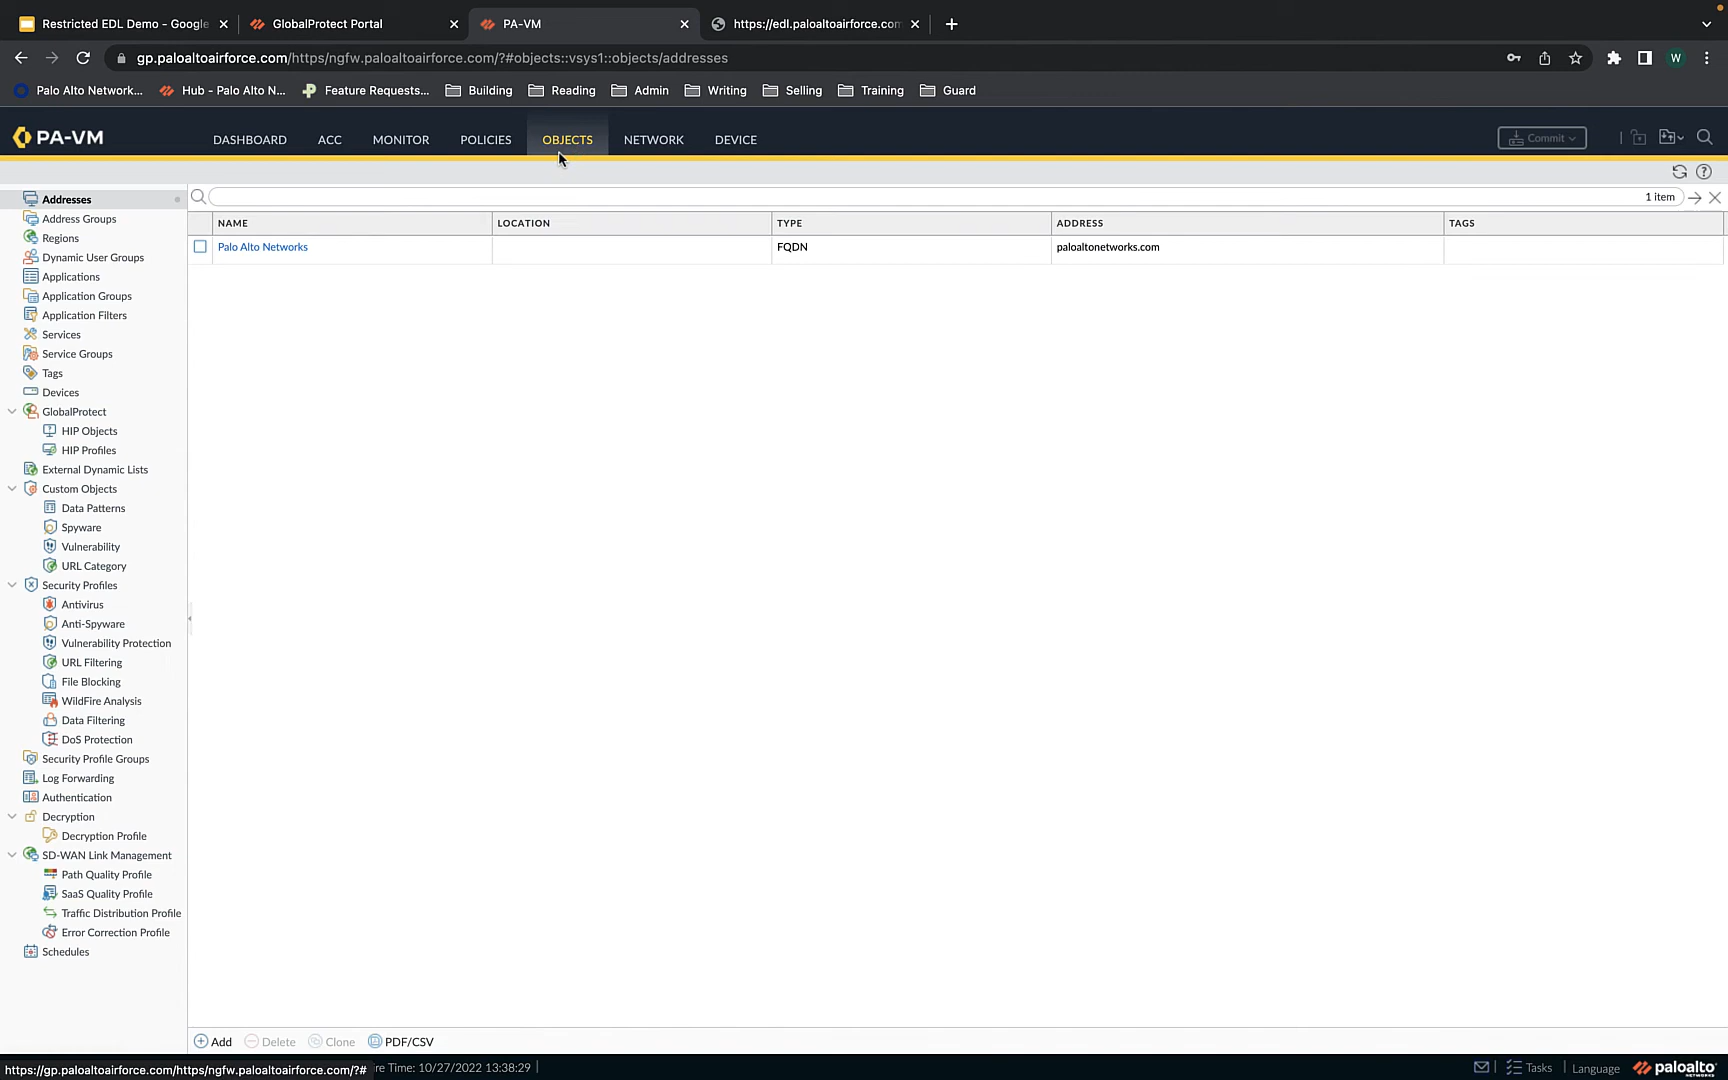 Restricted EDL Demo - Google
GlobalProtect Portal
PA-VM
https://edl.paloaltoairforce.com
gp.paloaltoairforce.com/https/ngfw.paloaltoairforce.com/?#objects::vsys1::objects/addresses
W
Palo Alto Network...
Hub - Palo Alto N...
Feature Requests...
Building
Reading
Admin
Writing
Selling
Training
Guard
PA-VM
DASHBOARD
ACC
MONITOR
POLICIES
OBJECTS
NETWORK
DEVICE
Commit
Addresses
Address Groups
Regions
Dynamic User Groups
Applications
Application Groups
Application Filters
Services
Service Groups
Tags
Devices
GlobalProtect
HIP Objects
HIP Profiles
External Dynamic Lists
Custom Objects
Data Patterns
Spyware
Vulnerability
URL Category
Security Profiles
Antivirus
Anti-Spyware
Vulnerability Protection
URL Filtering
File Blocking
WildFire Analysis
Data Filtering
DoS Protection
Security Profile Groups
Log Forwarding
Authentication
Decryption
Decryption Profile
SD-WAN Link Management
Path Quality Profile
SaaS Quality Profile
Traffic Distribution Profile
Error Correction Profile
Schedules
1 item
NAME LOCATION TYPE ADDRESS TAGS
Palo Alto Networks FQDN paloaltonetworks.com
Add Delete Clone PDF/CSV
https://gp.paloaltoairforce.com/https/ngfw.paloaltoairforce.com/?#
re Time: 10/27/2022 13:38:29
Tasks
Language
paloalto
NETWORKS